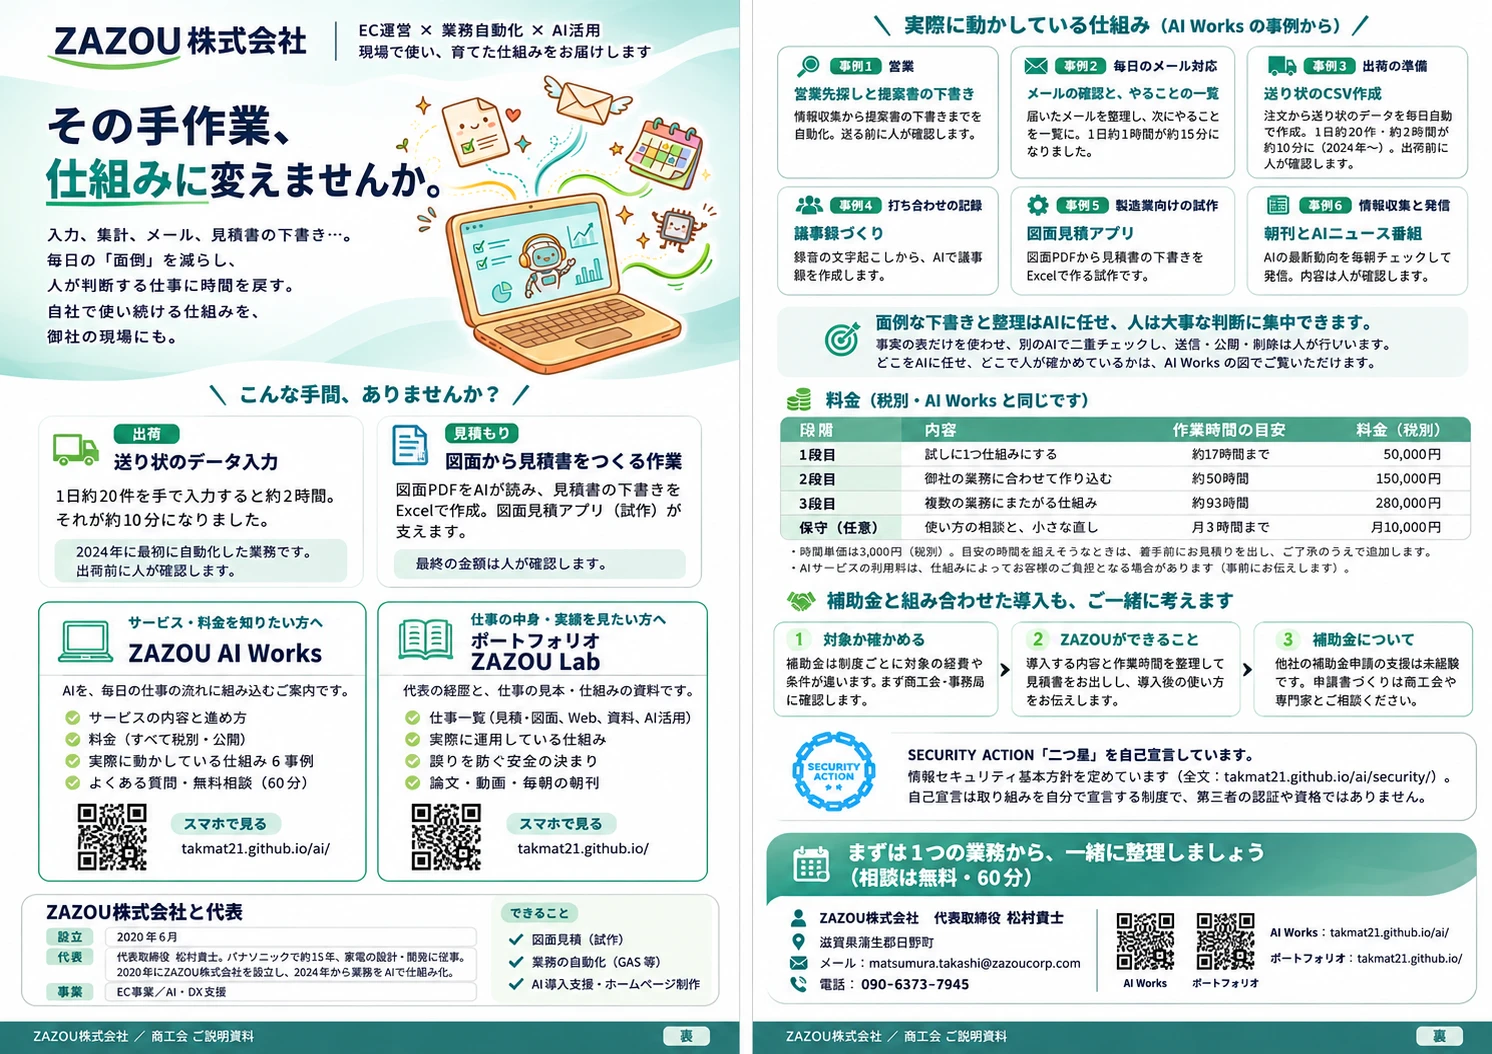 ZAZOU 株式会社
EC運営 × 業務自動化 × AI活用
現場で使い、育てた仕組みをお届けします
その手作業、
仕組みに変えませんか。
入力、集計、メール、見積書の下書き…。
毎日の「面倒」を減らし、
人が判断する仕事に時間を戻す。
自社で使い続ける仕組みを、
御社の現場にも。
こんな手間、ありませんか？
出荷
送り状のデータ入力
1日約20件を手で入力すると約2時間。
それが約10分になりました。
2024年に最初に自動化した業務です。
出荷前に人が確認します。
見積もり
図面から見積書をつくる作業
図面PDFをAIが読み、見積書の下書きを
Excelで作成。図面見積アプリ（試作）が
支えます。
最終の金額は人が確認します。
サービス・料金を知りたい方へ
ZAZOU AI Works
AIを、毎日の仕事の流れに組み込むご案内です。
サービスの内容と進め方
料金（すべて税別・公開）
実際に動かしている仕組み 6 事例
よくある質問・無料相談（60分）
スマホで見る
takmat21.github.io/ai/
仕事の中身・実績を見たい方へ
ポートフォリオ
ZAZOU Lab
代表の経歴と、仕事の見本・仕組みの資料です。
仕事一覧（見積・図面、Web、資料、AI活用）
実際に運用している仕組み
誤りを防ぐ安全の決まり
論文・動画・毎朝の朝刊
スマホで見る
takmat21.github.io/
ZAZOU株式会社と代表
設立
2020年6月
代表
代表取締役 松村貴士。パナソニックで約15年、家電の設計・開発に従事。
2020年にZAZOU株式会社を設立し、2024年から業務をAIで仕組み化。
事業
EC事業／AI・DX支援
できること
図面見積（試作）
業務の自動化（GAS 等）
AI導入支援・ホームページ制作
ZAZOU株式会社 ／ 商工会 ご説明資料
裏
実際に動かしている仕組み（AI Works の事例から）
事例1 営業
営業先探しと提案書の下書き
情報収集から提案書の下書きまでを
自動化。送る前に人が確認します。
事例2 毎日のメール対応
メールの確認と、やることの一覧
届いたメールを整理し、次にやること
を一覧に。1日約1時間が約15分に
なりました。
事例3 出荷の準備
送り状のCSV作成
注文から送り状のデータを毎日自動
で作成。1日約20件・約2時間が
約10分に（2024年〜）。出荷前に
人が確認します。
事例4 打ち合わせの記録
議事録づくり
録音の文字起こしから、AIで議事
録を作成します。
事例5 製造業向けの試作
図面見積アプリ
図面PDFから見積書の下書きを
Excelで作る試作です。
事例6 情報収集と発信
朝刊とAIニュース番組
AIの最新動向を毎朝チェックして
発信。内容は人が確認します。
面倒な下書きと整理はAIに任せ、人は大事な判断に集中できます。
事実の表だけを使わせ、別のAIで二重チェックし、送信・公開・削除は人が行います。
どこをAIに任せ、どこで人が確かめているかは、AI Works の図でご覧いただけます。
料金（税別・AI Works と同じです）
段階 内容 作業時間の目安 料金（税別）
1段目 試しに1つ仕組みにする 約17時間まで 50,000円
2段目 御社の業務に合わせて作り込む 約50時間 150,000円
3段目 複数の業務にまたがる仕組み 約93時間 280,000円
保守（任意） 使い方の相談と、小さな直し 月3時間まで 月10,000円
・時間単価は3,000円（税別）。目安の時間を超えそうなときは、着手前にお見積りを出し、ご了承のうえで追加します。
・AIサービスの利用料は、仕組みによってお客様のご負担となる場合があります（事前にお伝えします）。
補助金と組み合わせた導入も、ご一緒に考えます
1 対象か確かめる
補助金は制度ごとに対象の経費や
条件が違います。まず商工会・事務局
に確認します。
2 ZAZOUができること
導入する内容と作業時間を整理して
見積書をお出しし、導入後の使い方
をお伝えします。
3 補助金について
他社の補助金申請の支援は未経験
です。申請書づくりは商工会や
専門家とご相談ください。
SECURITY
ACTION
SECURITY ACTION「二つ星」を自己宣言しています。
情報セキュリティ基本方針を定めています（全文：takmat21.github.io/ai/security/）。
自己宣言は取り組みを自分で宣言する制度で、第三者の認証や資格ではありません。
まずは1つの業務から、一緒に整理しましょう
（相談は無料・60分）
ZAZOU株式会社 代表取締役 松村貴士
滋賀県蒲生郡日野町
メール：matsumura.takashi@zazoucorp.com
電話：090-6373-7945
AI Works
ポートフォリオ
AI Works：takmat21.github.io/ai/
ポートフォリオ：takmat21.github.io/
ZAZOU株式会社 ／ 商工会 ご説明資料
裏